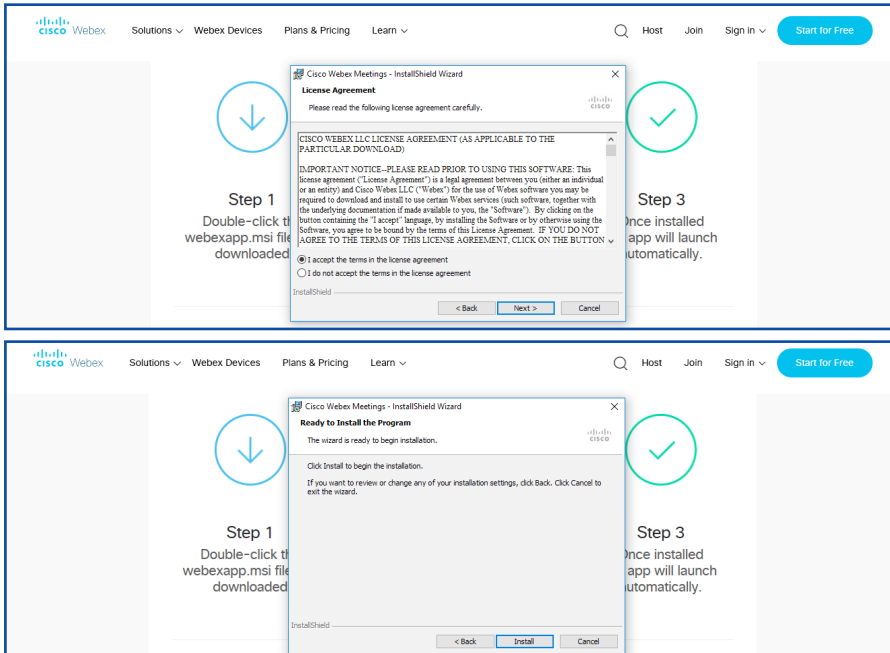 CISCO Webex Solutions Webex Devices Plans & Pricing Learn Host Join Sign in Start for Free
Cisco Webex Meetings - InstallShield Wizard
License Agreement
Please read the following license agreement carefully.
CISCO
CISCO WEBEX LLC LICENSE AGREEMENT (AS APPLICABLE TO THE
PARTICULAR DOWNLOAD)
IMPORTANT NOTICE--PLEASE READ PRIOR TO USING THIS SOFTWARE: This
license agreement ("License Agreement") is a legal agreement between you (either an individual
or an entity) and Cisco Webex LLC ("Webex") for the use of Webex software you may be
required to download and install to use certain Webex services (such software, together with
the underlying documentation if made available to you, the "Software"). By clicking on the
button containing the "I accept" language, by installing the Software or by otherwise using the
Software, you agree to be bound by the terms of this License Agreement. IF YOU DO NOT
AGREE TO THE TERMS OF THIS LICENSE AGREEMENT, CLICK ON THE BUTTON
I accept the terms in the license agreement
I do not accept the terms in the license agreement
InstallShield
< Back Next > Cancel
Step 1
Double-click th
webexapp.msi file
downloaded
Step 3
Once installed
app will launch
automatically.
CISCO Webex Solutions Webex Devices Plans & Pricing Learn Host Join Sign in Start for Free
Cisco Webex Meetings - InstallShield Wizard
Ready to Install the Program
The wizard is ready to begin installation.
CISCO
Click Install to begin the installation.
If you want to review or change any of your installation settings, click Back. Click Cancel to
exit the wizard.
InstallShield
< Back Install Cancel
Step 1
Double-click th
webexapp.msi file
downloaded
Step 3
Once installed
app will launch
automatically.